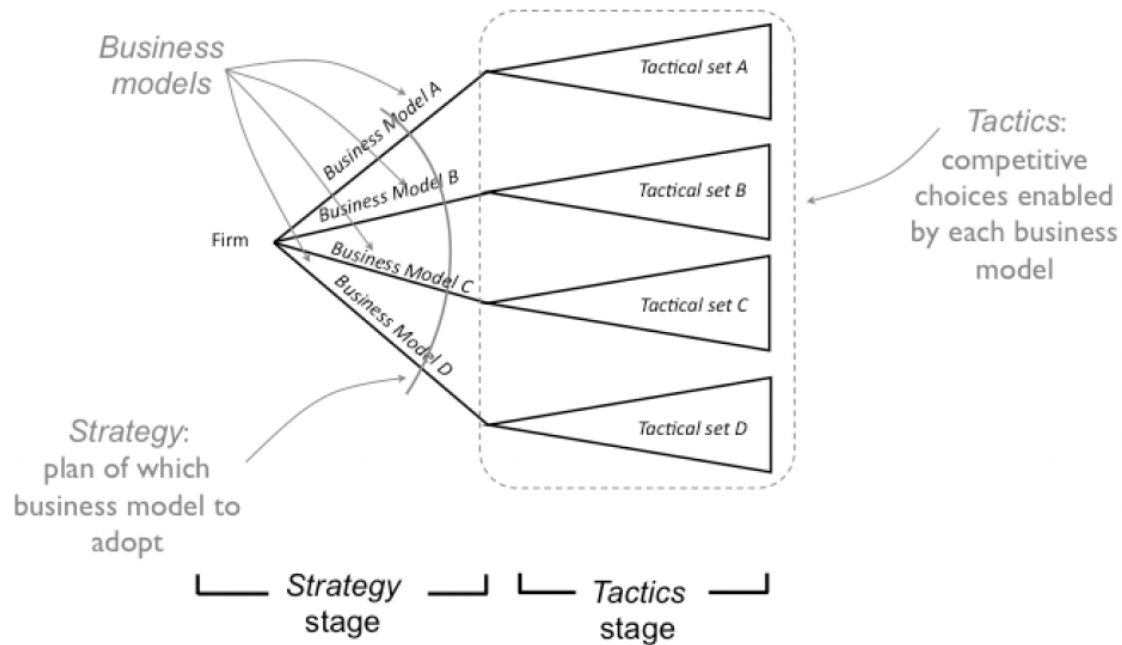 Business
models
Business Model A
Tactical set A
Tactics:
competitive
choices enabled
by each business
model
Business Model B
Tactical set B
Firm
Business Model C
Tactical set C
Business Model D
Tactical set D
Strategy:
plan of which
business model to
adopt
Strategy
stage
Tactics
stage